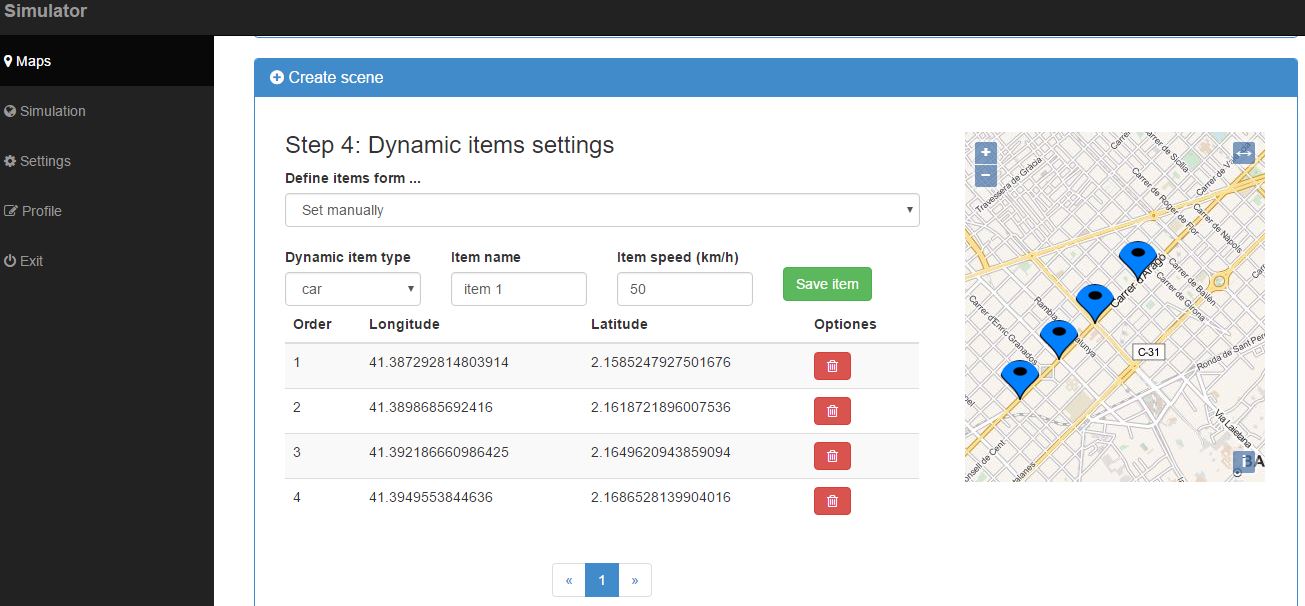 Simulator
Maps
Simulation
Settings
Profile
Exit
Create scene
Step 4: Dynamic items settings
Define items form ...
Set manually
Dynamic item type Item name Item speed (km/h)
car item 1 50 Save item
Order Longitude Latitude Optiones
1 41.387292814803914 2.1585247927501676
2 41.3898685692416 2.1618721896007536
3 41.392186660986425 2.1649620943859094
4 41.3949553844636 2.1686528139904016
« 1 »
+
−
Travessera de Gràcia
Carrer de Sicília
Carrer de Roger de Flor
Carrer de Nàpols
Carrer d'Aragó
Carrer de Bailèn
Carrer de Girona
Carrer d'Enric Granados
Rambla
C-31
Ronda de Sant Per
Via Laietana
nsell de Cent
i